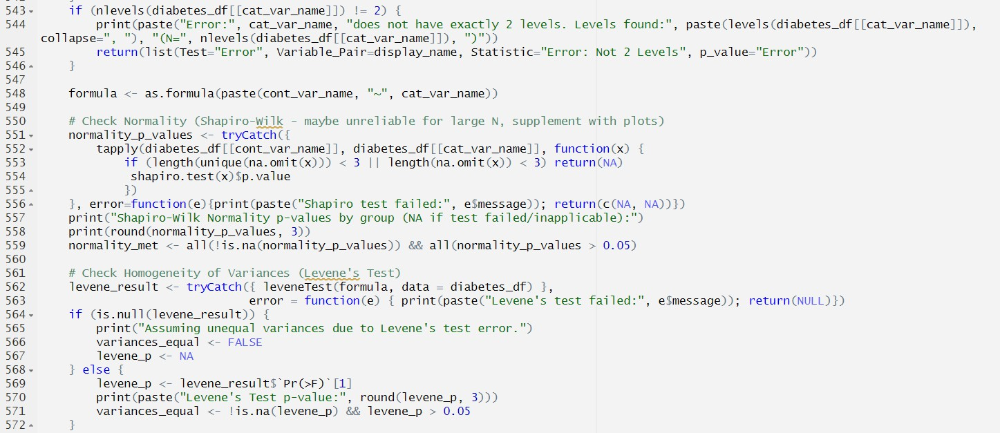 543 if (nlevels(diabetes_df[[cat_var_name]]) != 2) {
544 print(paste("Error:", cat_var_name, "does not have exactly 2 levels. Levels found:", paste(levels(diabetes_df[[cat_var_name]]),
collapse=", "), "(N=", nlevels(diabetes_df[[cat_var_name]]), ")"))
545 return(list(Test="Error", Variable_Pair=display_name, Statistic="Error: Not 2 Levels", p_value="Error"))
546 }
547
548 formula <- as.formula(paste(cont_var_name, "~", cat_var_name))
549
550 # Check Normality (Shapiro-Wilk - maybe unreliable for large N, supplement with plots)
551 normality_p_values <- tryCatch({
552 tapply(diabetes_df[[cont_var_name]], diabetes_df[[cat_var_name]], function(x) {
553 if (length(unique(na.omit(x))) < 3 || length(na.omit(x)) < 3) return(NA)
554 shapiro.test(x)$p.value
555 })
556 }, error=function(e){print(paste("Shapiro test failed:", e$message)); return(c(NA, NA))})
557 print("Shapiro-Wilk Normality p-values by group (NA if test failed/inapplicable):")
558 print(round(normality_p_values, 3))
559 normality_met <- all(!is.na(normality_p_values)) && all(normality_p_values > 0.05)
560
561 # Check Homogeneity of Variances (Levene's Test)
562 levene_result <- tryCatch({ leveneTest(formula, data = diabetes_df) },
563 error = function(e) { print(paste("Levene's test failed:", e$message)); return(NULL)})
564 if (is.null(levene_result)) {
565 print("Assuming unequal variances due to Levene's test error.")
566 variances_equal <- FALSE
567 levene_p <- NA
568 } else {
569 levene_p <- levene_result$`Pr(>F)`[1]
570 print(paste("Levene's Test p-value:", round(levene_p, 3)))
571 variances_equal <- !is.na(levene_p) && levene_p > 0.05
572 }